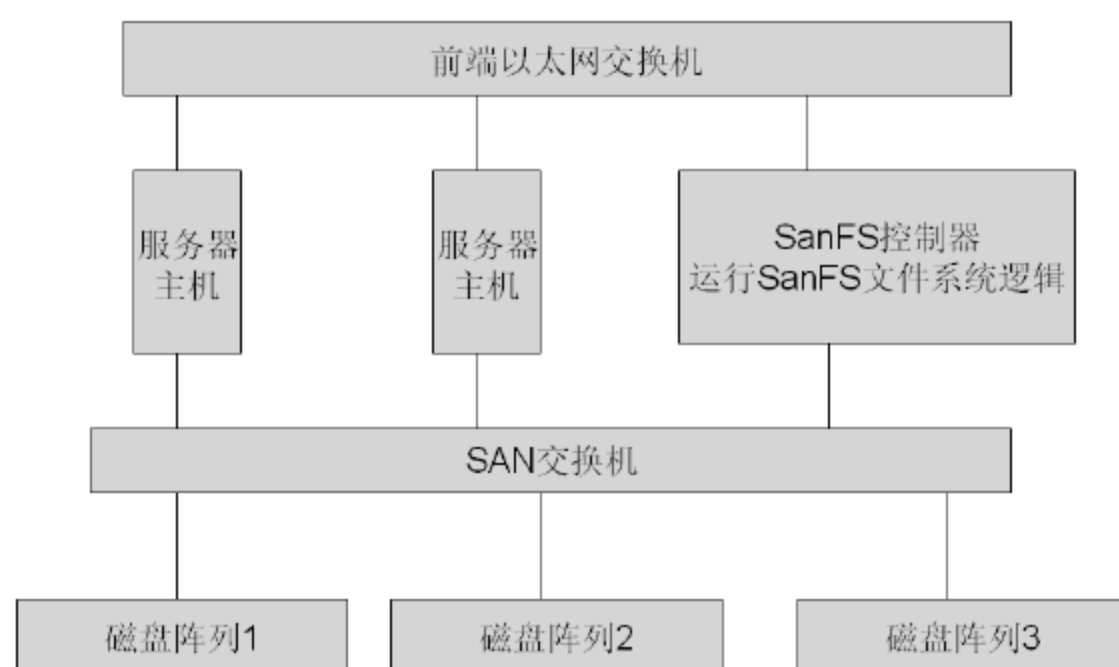 前端以太网交换机
服务器
主机
服务器
主机
SanFS控制器
运行SanFS文件系统逻辑
SAN交换机
磁盘阵列1
磁盘阵列2
磁盘阵列3